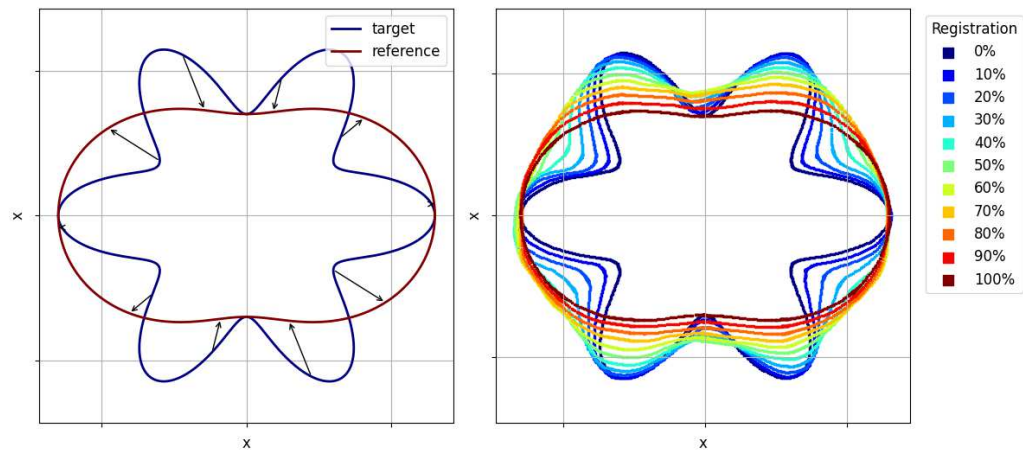 target
reference
x
x
x
x
Registration
0%
10%
20%
30%
40%
50%
60%
70%
80%
90%
100%